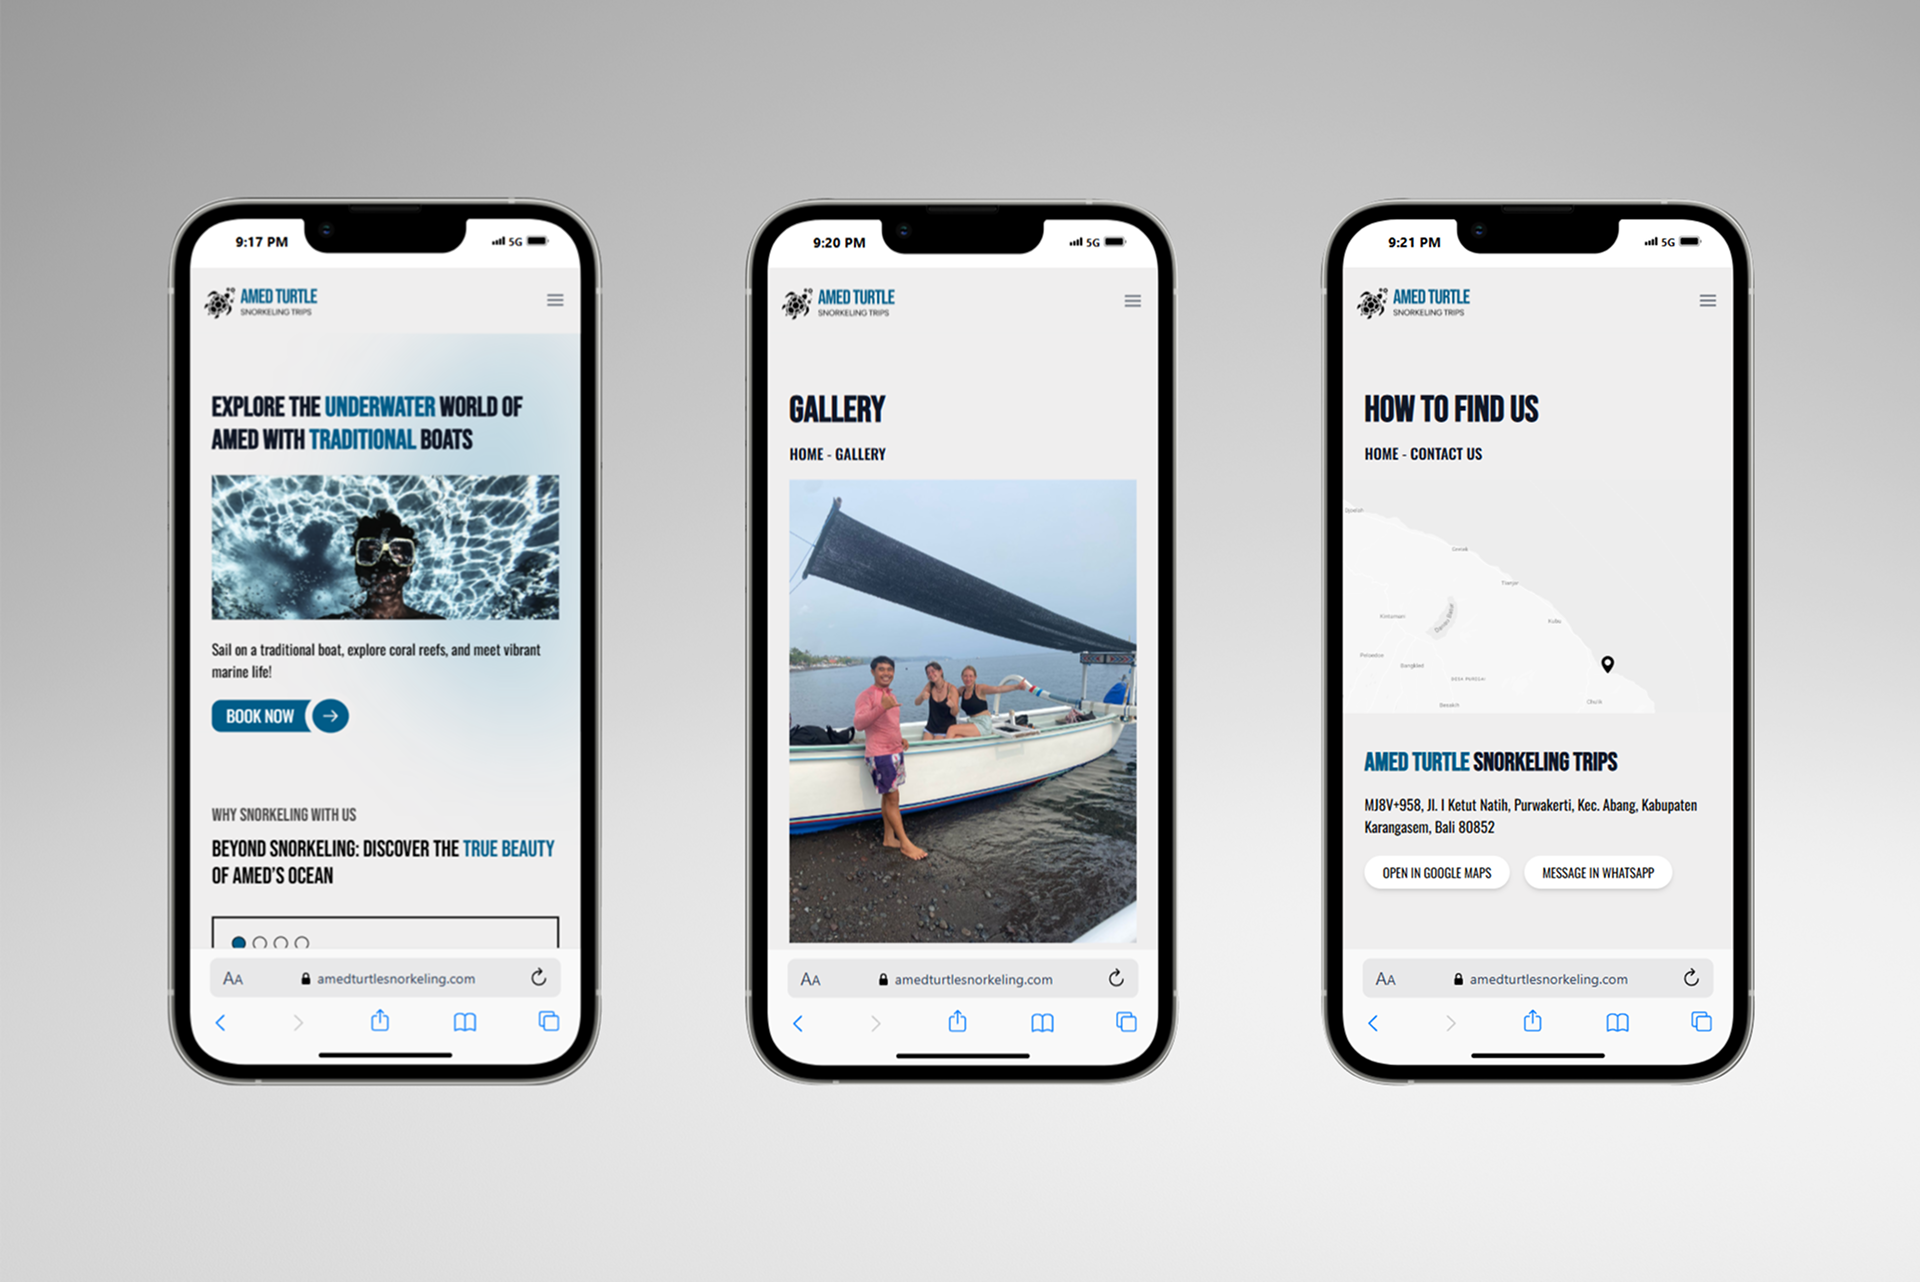 9:17 PM
5G
AMED TURTLE
SNORKELING TRIPS
EXPLORE THE UNDERWATER WORLD OF
AMED WITH TRADITIONAL BOATS
Sail on a traditional boat, explore coral reefs, and meet vibrant
marine life!
BOOK NOW
WHY SNORKELING WITH US
BEYOND SNORKELING: DISCOVER THE TRUE BEAUTY
OF AMED'S OCEAN
AA
amedturtlesnorkeling.com
9:20 PM
5G
AMED TURTLE
SNORKELING TRIPS
GALLERY
HOME - GALLERY
AA
amedturtlesnorkeling.com
9:21 PM
5G
AMED TURTLE
SNORKELING TRIPS
HOW TO FIND US
HOME - CONTACT US
Tianyar
Kubu
Kintamani
Bangklet
Besakih
AMED TURTLE SNORKELING TRIPS
MJ8V+958, Jl. I Ketut Natih, Purwakerti, Kec. Abang, Kabupaten
Karangasem, Bali 80852
OPEN IN GOOGLE MAPS
MESSAGE IN WHATSAPP
AA
amedturtlesnorkeling.com